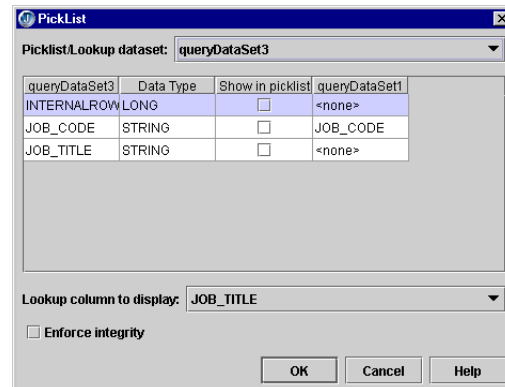 PickList
Picklist/Lookup dataset: queryDataSet3
queryDataSet3 Data Type Show in picklist queryDataSet1
INTERNALROW LONG <none>
JOB_CODE STRING JOB_CODE
JOB_TITLE STRING <none>
Lookup column to display: JOB_TITLE
Enforce integrity
OK Cancel Help